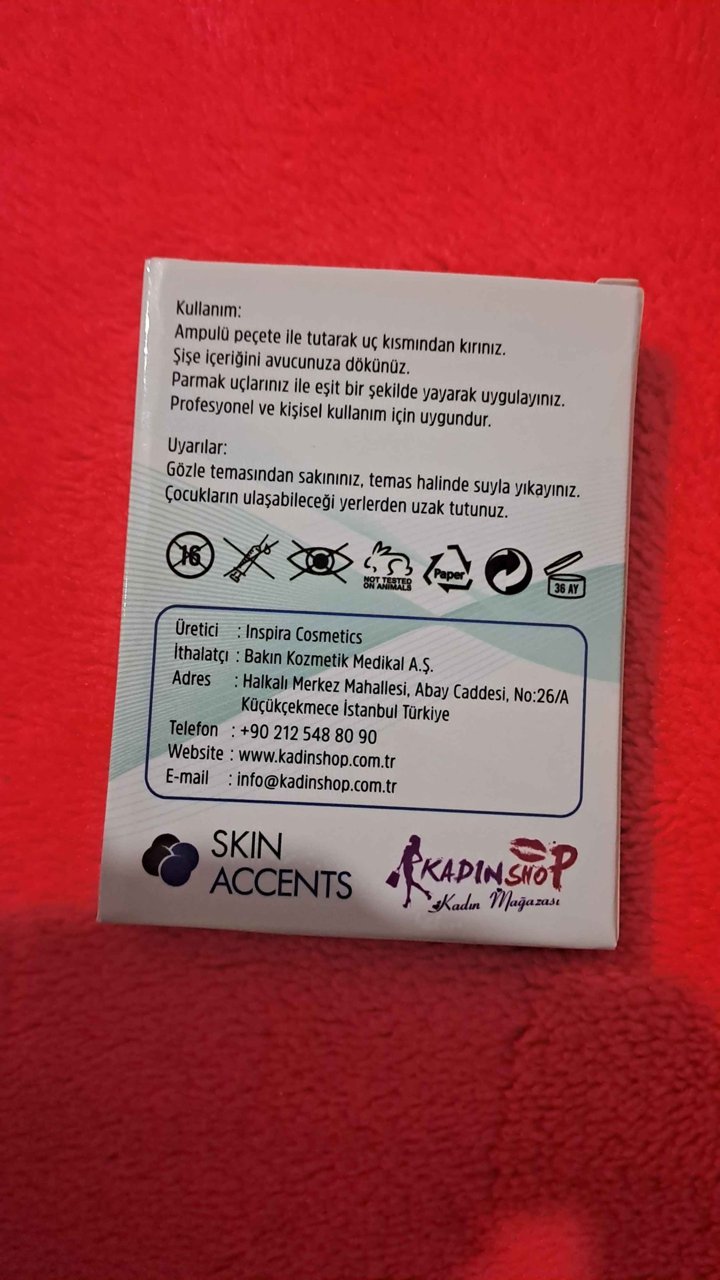 Kullanım:
Ampulü peçete ile tutarak uç kısmından kırınız.
Şişe içeriğini avucunuza dökünüz.
Parmak uçlarınız ile eşit bir şekilde yayarak uygulayınız.
Profesyonel ve kişisel kullanım için uygundur.
Uyarılar:
Gözle temasından sakınınız, temas halinde suyla yıkayınız.
Çocukların ulaşabileceği yerlerden uzak tutunuz.
16
NOT TESTED
ON ANIMALS
Paper
36 AY
Üretici : Inspira Cosmetics
İthalatçı : Bakın Kozmetik Medikal A.Ş.
Adres : Halkalı Merkez Mahallesi, Abay Caddesi, No:26/A
Küçükçekmece İstanbul Türkiye
Telefon : +90 212 548 80 90
Website : www.kadinshop.com.tr
E-mail : info@kadinshop.com.tr
SKIN
ACCENTS
KADINSHOP
Kadın Mağazası